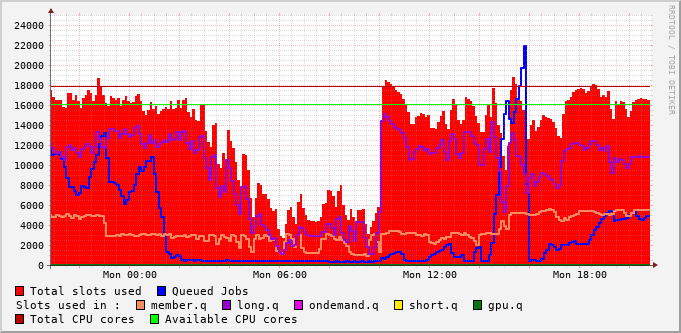 RRDTOOL / TOBI OETIKER
24000
22000
20000
18000
16000
14000
12000
10000
8000
6000
4000
2000
0
Mon 00:00 Mon 06:00 Mon 12:00 Mon 18:00
Total slots used Queued Jobs
Slots used in : member.q long.q ondemand.q short.q gpu.q
Total CPU cores Available CPU cores